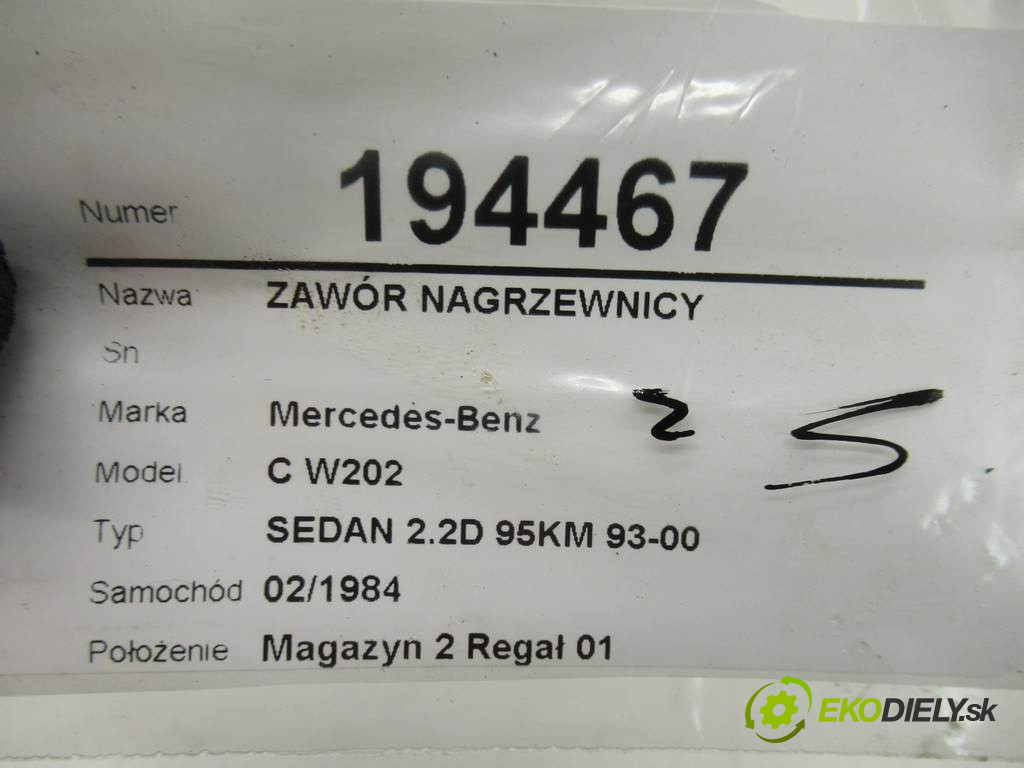 Numer 194467
Nazwa ZAWÓR NAGRZEWNICY
Sn
Marka Mercedes-Benz 2 5
Model C W202
Typ SEDAN 2.2D 95KM 93-00
Samochód 02/1984
Położenie Magazyn 2 Regał 01
EKODIELY.sk